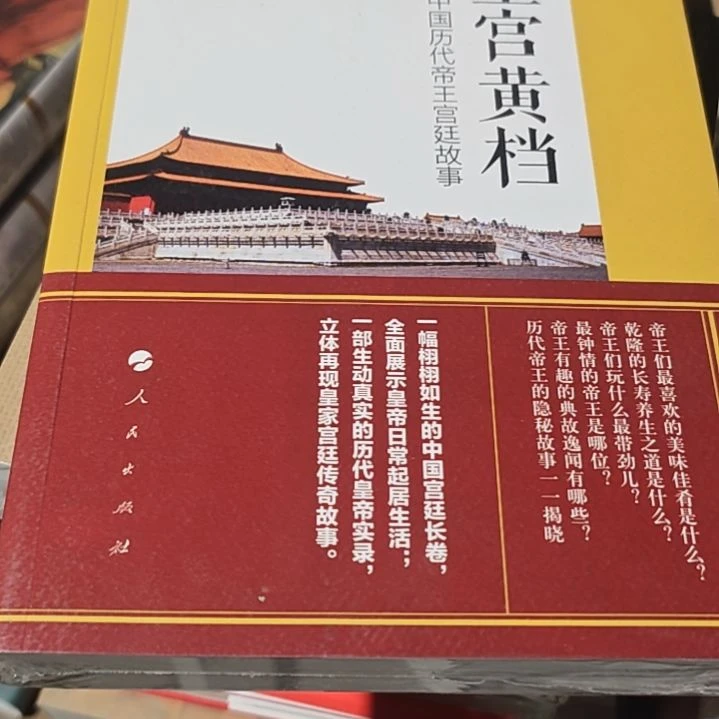 宫黄档
中国历代帝王宫廷故事
帝王们最喜欢的美味佳肴是什么?
乾隆的长寿养生之道是什么?
帝王们玩什么最带劲儿?
最钟情的帝王是哪位?
帝王有趣的典故逸闻有哪些?
历代帝王的隐秘故事一一揭晓
一幅栩栩如生的中国宫廷长卷,
全面展示皇帝日常起居生活;
一部生动真实的历代皇帝实录,
立体再现皇家宫廷传奇故事。
人民出版社